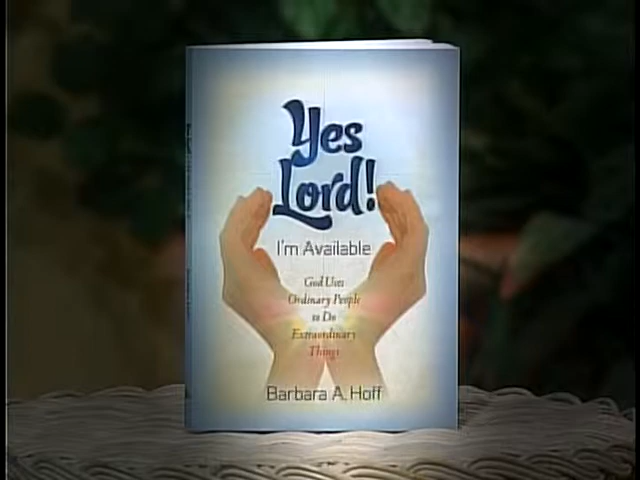 Yes
Lord!
I'm Available
God Uses
Ordinary People
to Do
Extraordinary
Things
Barbara A. Hoff